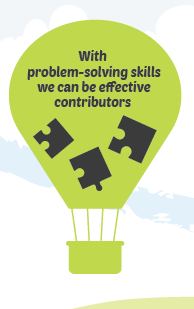 With
problem-solving skills
we can be effective
contributors